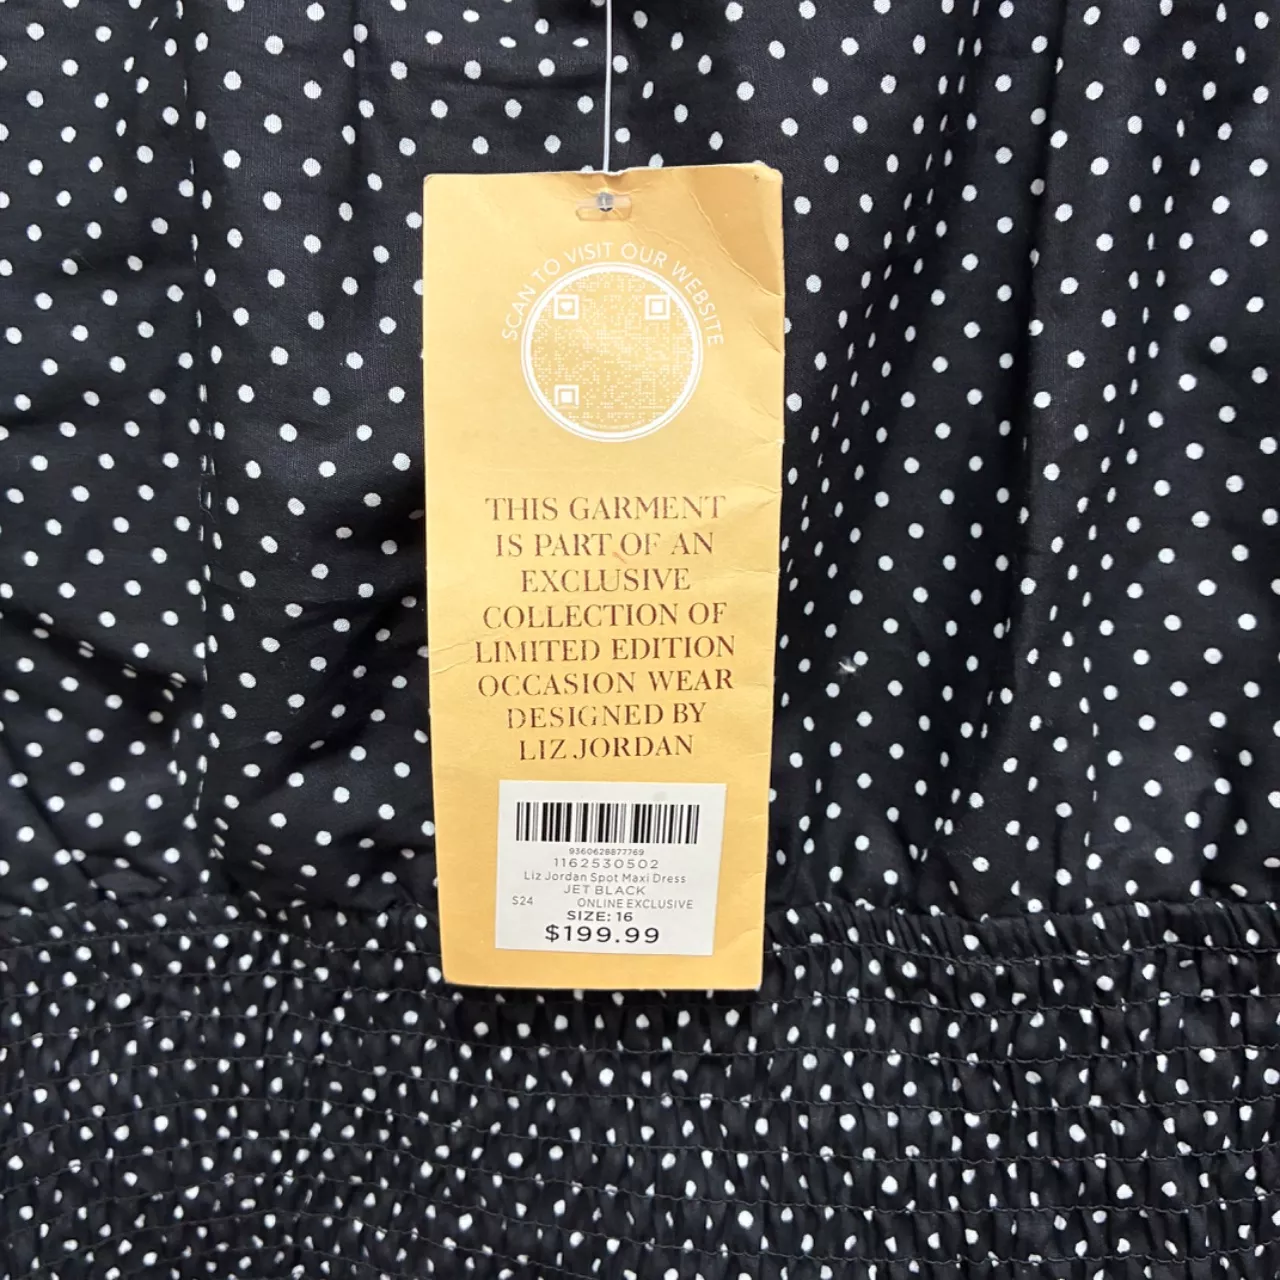 SCAN TO VISIT OUR WEBSITE
THIS GARMENT
IS PART OF AN
EXCLUSIVE
COLLECTION OF
LIMITED EDITION
OCCASION WEAR
DESIGNED BY
LIZ JORDAN
9360628877769
1162530502
Liz Jordan Spot Maxi Dress
JET BLACK
S24 ONLINE EXCLUSIVE
SIZE: 16
$199.99